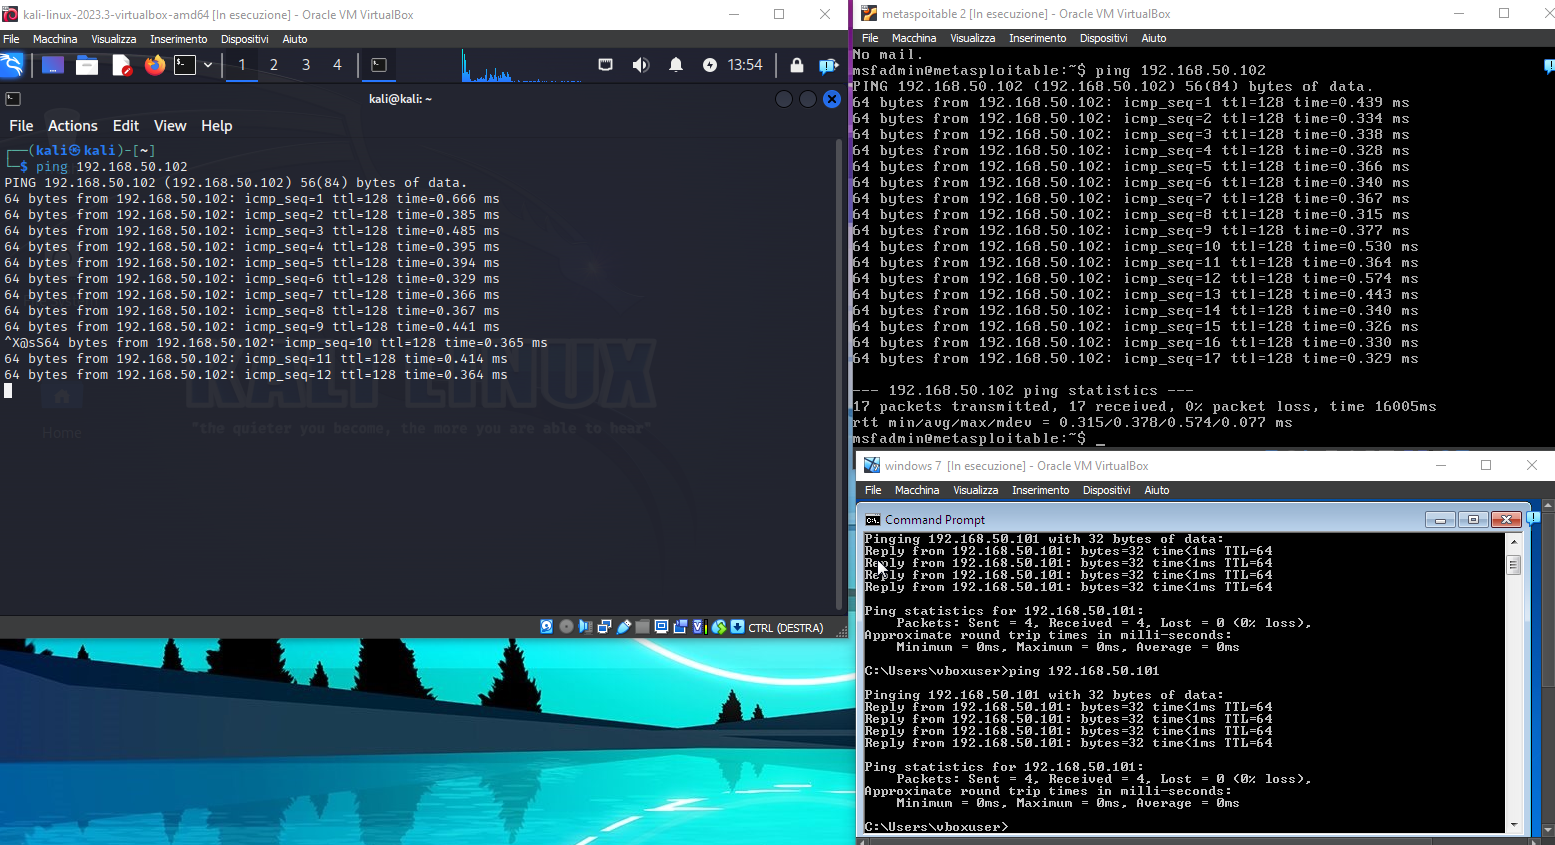 kali-linux-2023.3-virtualbox-amd64 [In esecuzione] - Oracle VM VirtualBox
File Macchina Visualizza Inserimento Dispositivi Aiuto
1 2 3 4 13:54
kali@kali: ~
File Actions Edit View Help
(kali㉿kali)-[~]
$ ping 192.168.50.102
PING 192.168.50.102 (192.168.50.102) 56(84) bytes of data.
64 bytes from 192.168.50.102: icmp_seq=1 ttl=128 time=0.666 ms
64 bytes from 192.168.50.102: icmp_seq=2 ttl=128 time=0.385 ms
64 bytes from 192.168.50.102: icmp_seq=3 ttl=128 time=0.485 ms
64 bytes from 192.168.50.102: icmp_seq=4 ttl=128 time=0.395 ms
64 bytes from 192.168.50.102: icmp_seq=5 ttl=128 time=0.394 ms
64 bytes from 192.168.50.102: icmp_seq=6 ttl=128 time=0.329 ms
64 bytes from 192.168.50.102: icmp_seq=7 ttl=128 time=0.366 ms
64 bytes from 192.168.50.102: icmp_seq=8 ttl=128 time=0.367 ms
64 bytes from 192.168.50.102: icmp_seq=9 ttl=128 time=0.441 ms
^X@sS64 bytes from 192.168.50.102: icmp_seq=10 ttl=128 time=0.365 ms
64 bytes from 192.168.50.102: icmp_seq=11 ttl=128 time=0.414 ms
64 bytes from 192.168.50.102: icmp_seq=12 ttl=128 time=0.364 ms
KALI LINUX
"the quieter you become, the more you are able to hear"
Home
CTRL (DESTRA)
metaspoitable 2 [In esecuzione] - Oracle VM VirtualBox
File Macchina Visualizza Inserimento Dispositivi Aiuto
No mail.
msfadmin@metasploitable:~$ ping 192.168.50.102
PING 192.168.50.102 (192.168.50.102) 56(84) bytes of data.
64 bytes from 192.168.50.102: icmp_seq=1 ttl=128 time=0.439 ms
64 bytes from 192.168.50.102: icmp_seq=2 ttl=128 time=0.334 ms
64 bytes from 192.168.50.102: icmp_seq=3 ttl=128 time=0.338 ms
64 bytes from 192.168.50.102: icmp_seq=4 ttl=128 time=0.328 ms
64 bytes from 192.168.50.102: icmp_seq=5 ttl=128 time=0.366 ms
64 bytes from 192.168.50.102: icmp_seq=6 ttl=128 time=0.340 ms
64 bytes from 192.168.50.102: icmp_seq=7 ttl=128 time=0.367 ms
64 bytes from 192.168.50.102: icmp_seq=8 ttl=128 time=0.315 ms
64 bytes from 192.168.50.102: icmp_seq=9 ttl=128 time=0.377 ms
64 bytes from 192.168.50.102: icmp_seq=10 ttl=128 time=0.530 ms
64 bytes from 192.168.50.102: icmp_seq=11 ttl=128 time=0.364 ms
64 bytes from 192.168.50.102: icmp_seq=12 ttl=128 time=0.574 ms
64 bytes from 192.168.50.102: icmp_seq=13 ttl=128 time=0.443 ms
64 bytes from 192.168.50.102: icmp_seq=14 ttl=128 time=0.340 ms
64 bytes from 192.168.50.102: icmp_seq=15 ttl=128 time=0.326 ms
64 bytes from 192.168.50.102: icmp_seq=16 ttl=128 time=0.330 ms
64 bytes from 192.168.50.102: icmp_seq=17 ttl=128 time=0.329 ms
--- 192.168.50.102 ping statistics ---
17 packets transmitted, 17 received, 0% packet loss, time 16005ms
rtt min/avg/max/mdev = 0.315/0.378/0.574/0.077 ms
msfadmin@metasploitable:~$ _
windows 7 [In esecuzione] - Oracle VM VirtualBox
File Macchina Visualizza Inserimento Dispositivi Aiuto
Command Prompt
Pinging 192.168.50.101 with 32 bytes of data:
Reply from 192.168.50.101: bytes=32 time<1ms TTL=64
Reply from 192.168.50.101: bytes=32 time<1ms TTL=64
Reply from 192.168.50.101: bytes=32 time<1ms TTL=64
Reply from 192.168.50.101: bytes=32 time<1ms TTL=64
Ping statistics for 192.168.50.101:
Packets: Sent = 4, Received = 4, Lost = 0 (0% loss),
Approximate round trip times in milli-seconds:
Minimum = 0ms, Maximum = 0ms, Average = 0ms
C:\Users\vboxuser>ping 192.168.50.101
Pinging 192.168.50.101 with 32 bytes of data:
Reply from 192.168.50.101: bytes=32 time<1ms TTL=64
Reply from 192.168.50.101: bytes=32 time<1ms TTL=64
Reply from 192.168.50.101: bytes=32 time<1ms TTL=64
Reply from 192.168.50.101: bytes=32 time<1ms TTL=64
Ping statistics for 192.168.50.101:
Packets: Sent = 4, Received = 4, Lost = 0 (0% loss),
Approximate round trip times in milli-seconds:
Minimum = 0ms, Maximum = 0ms, Average = 0ms
C:\Users\vboxuser>